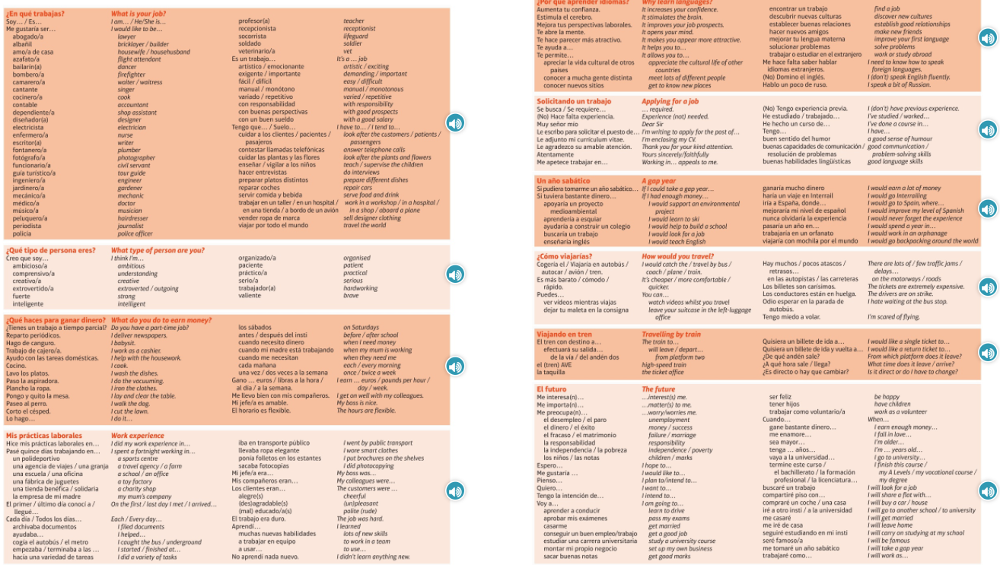 ¿En qué trabajas? What is your job?
Soy… / Es… I am… / He/She is…
Me gustaría ser… I would like to be…
abogado/a lawyer
albañil bricklayer / builder
amo/a de casa housewife / househusband
azafato/a flight attendant
bailarín(a) dancer
bombero/a firefighter
camarero/a waiter / waitress
cantante singer
cocinero/a cook
contable accountant
dependiente/a shop assistant
diseñador(a) designer
electricista electrician
enfermero/a nurse
escritor(a) writer
fontanero/a plumber
fotógrafo/a photographer
funcionario/a civil servant
guía turístico/a tour guide
ingeniero/a engineer
jardinero/a gardener
mecánico/a mechanic
médico/a doctor
músico/a musician
peluquero/a hairdresser
periodista journalist
policía police officer
profesor(a) teacher
recepcionista receptionist
socorrista lifeguard
soldado soldier
veterinario/a vet
Es un trabajo… It's a … job
artístico / emocionante artistic / exciting
exigente / importante demanding / important
fácil / difícil easy / difficult
manual / monótono manual / monotonous
variado / repetitivo varied / repetitive
con responsabilidad with responsibility
con buenas perspectivas with good prospects
con un buen sueldo with a good salary
Tengo que… / Suelo… I have to… / I tend to…
cuidar a los clientes / pacientes / look after the customers / patients /
pasajeros passengers
contestar llamadas telefónicas answer telephone calls
cuidar las plantas y las flores look after the plants and flowers
enseñar / vigilar a los niños teach / supervise the children
hacer entrevistas do interviews
preparar platos distintos prepare different dishes
reparar coches repair cars
servir comida y bebida serve food and drink
trabajar en un taller / en un hospital / work in a workshop / in a hospital /
en una tienda / a bordo de un avión in a shop / aboard a plane
vender ropa de marca sell designer clothing
viajar por todo el mundo travel the world
¿Qué tipo de persona eres? What type of person are you?
Creo que soy… I think I'm…
ambicioso/a ambitious
comprensivo/a understanding
creativo/a creative
extrovertido/a extroverted / outgoing
fuerte strong
inteligente intelligent
organizado/a organised
paciente patient
práctico/a practical
serio/a serious
trabajador(a) hardworking
valiente brave
¿Qué haces para ganar dinero? What do you do to earn money?
¿Tienes un trabajo a tiempo parcial? Do you have a part-time job?
Reparto periódicos. I deliver newspapers.
Hago de canguro. I babysit.
Trabajo de cajero/a. I work as a cashier.
Ayudo con las tareas domésticas. I help with the housework.
Cocino. I cook.
Lavo los platos. I wash the dishes.
Paso la aspiradora. I do the vacuuming.
Plancho la ropa. I iron the clothes.
Pongo y quito la mesa. I lay and clear the table.
Paseo al perro. I walk the dog.
Corto el césped. I cut the lawn.
Lo hago… I do it…
los sábados on Saturdays
antes / después del insti before / after school
cuando necesito dinero when I need money
cuando mi madre está trabajando when my mum is working
cuando me necesitan when they need me
cada mañana each / every morning
una vez / dos veces a la semana once / twice a week
Gano … euros / libras a la hora / I earn … euros / pounds per hour /
al día / a la semana. day / week.
Me llevo bien con mis compañeros. I get on well with my colleagues.
Mi jefe/a es amable. My boss is nice.
El horario es flexible. The hours are flexible.
Mis prácticas laborales Work experience
Hice mis prácticas laborales en… I did my work experience in…
Pasé quince días trabajando en… I spent a fortnight working in…
un polideportivo a sports centre
una agencia de viajes / una granja a travel agency / a farm
una escuela / una oficina a school / an office
una fábrica de juguetes a toy factory
una tienda benéfica / solidaria a charity shop
la empresa de mi madre my mum's company
El primer / último día conocí a / On the first / last day I met / I arrived…
llegué…
Cada día / Todos los días… Each / Every day…
archivaba documentos I filed documents
ayudaba… I helped…
cogía el autobús / el metro I caught the bus / underground
empezaba / terminaba a las … I started / finished at…
hacía una variedad de tareas I did a variety of tasks
iba en transporte público I went by public transport
llevaba ropa elegante I wore smart clothes
ponía folletos en los estantes I put brochures on the shelves
sacaba fotocopias I did photocopying
Mi jefe/a era… My boss was…
Mis compañeros eran… My colleagues were…
Los clientes eran… The customers were …
alegre(s) cheerful
(des)agradable(s) (un)pleasant
(mal) educado/a(s) polite (rude)
El trabajo era duro. The job was hard.
Aprendí… I learned
muchas nuevas habilidades lots of new skills
a trabajar en equipo to work in a team
a usar… to use…
No aprendí nada nuevo. I didn't learn anything new.
¿Por qué aprender idiomas? Why learn languages?
Aumenta tu confianza. It increases your confidence.
Estimula el cerebro. It stimulates the brain.
Mejora tus perspectivas laborales. It improves your job prospects.
Te abre la mente. It opens your mind.
Te hace parecer más atractivo. It makes you appear more attractive.
Te ayuda a… It helps you to…
Te permite… It allows you to…
apreciar la vida cultural de otros appreciate the cultural life of other
países countries
conocer a mucha gente distinta meet lots of different people
conocer nuevos sitios get to know new places
encontrar un trabajo find a job
descubrir nuevas culturas discover new cultures
establecer buenas relaciones establish good relationships
hacer nuevos amigos make new friends
mejorar tu lengua materna improve your first language
solucionar problemas solve problems
trabajar o estudiar en el extranjero work or study abroad
Me hace falta saber hablar I need to know how to speak
idiomas extranjeros. foreign languages.
(No) Domino el inglés. I (don't) speak English fluently.
Hablo un poco de ruso. I speak a bit of Russian.
Solicitando un trabajo Applying for a job
Se busca / Se requiere… … required.
(No) Hace falta experiencia. Experience (not) needed.
Muy señor mío Dear Sir
Le escribo para solicitar el puesto de… I'm writing to apply for the post of…
Le adjunto mi currículum vitae. I'm enclosing my CV.
Le agradezco su amable atención. Thank you for your kind attention.
Atentamente Yours sincerely/faithfully
Me apetece trabajar en… Working in… appeals to me.
(No) Tengo experiencia previa. I (don't) have previous experience.
He estudiado / trabajado… I've studied / worked…
He hecho un curso de… I've done a course in…
Tengo… I have…
buen sentido del humor a good sense of humour
buenas capacidades de comunicación / good communication /
resolución de problemas problem-solving skills
buenas habilidades lingüísticas good language skills
Un año sabático A gap year
Si pudiera tomarme un año sabático… If I could take a gap year…
Si tuviera bastante dinero… If I had enough money…
apoyaría un proyecto I would support an environmental
medioambiental project
aprendería a esquiar I would learn to ski
ayudaría a construir un colegio I would help to build a school
buscaría un trabajo I would look for a job
enseñaría inglés I would teach English
ganaría mucho dinero I would earn a lot of money
haría un viaje en Interrail I would go Interrailing
iría a España, donde… I would go to Spain, where…
mejoraría mi nivel de español I would improve my level of Spanish
nunca olvidaría la experiencia I would never forget the experience
pasaría un año en… I would spend a year in…
trabajaría en un orfanato I would work in an orphanage
viajaría con mochila por el mundo I would go backpacking around the world
¿Cómo viajarías? How would you travel?
Cogería el / Viajaría en autobús / I would catch the / travel by bus /
autocar / avión / tren. coach / plane / train.
Es más barato / cómodo / It's cheaper / more comfortable /
rápido. quicker.
Puedes… You can…
ver vídeos mientras viajas watch videos whilst you travel
dejar tu maleta en la consigna leave your suitcase in the left-luggage
office
Hay muchos / pocos atascos / There are lots of / few traffic jams /
retrasos… delays…
en las autopistas / las carreteras on the motorways / roads
Los billetes son carísimos. The tickets are extremely expensive.
Los conductores están en huelga. The drivers are on strike.
Odio esperar en la parada de I hate waiting at the bus stop.
autobús.
Tengo miedo a volar. I'm scared of flying.
Viajando en tren Travelling by train
El tren con destino a… The train to…
efectuará su salida… will leave / depart…
de la vía / del andén dos from platform two
el (tren) AVE high-speed train
la taquilla the ticket office
Quisiera un billete de ida a… I would like a single ticket to…
Quisiera un billete de ida y vuelta a… I would like a return ticket to…
¿De qué andén sale? From which platform does it leave?
¿A qué hora sale / llega? What time does it leave / arrive?
¿Es directo o hay que cambiar? Is it direct or do I have to change?
El futuro The future
Me interesa(n)… …interest(s) me.
Me importa(n)… …matter(s) to me.
Me preocupa(n)… …worry/worries me.
el desempleo / el paro unemployment
el dinero / el éxito money / success
el fracaso / el matrimonio failure / marriage
la responsabilidad responsibility
la independencia / la pobreza independence / poverty
los niños / las notas children / marks
Espero… I hope to…
Me gustaría … I would like to…
Pienso… I plan to/intend to…
Quiero… I want to…
Tengo la intención de… I intend to…
Voy a… I am going to…
aprender a conducir learn to drive
aprobar mis exámenes pass my exams
casarme get married
conseguir un buen empleo/trabajo get a good job
estudiar una carrera universitaria study a university course
montar mi propio negocio set up my own business
sacar buenas notas get good marks
ser feliz be happy
tener hijos have children
trabajar como voluntario/a work as a volunteer
Cuando… When…
gane bastante dinero… I earn enough money…
me enamore… I fall in love…
sea mayor… I'm older…
tenga … años… I'm … years old…
vaya a la universidad… I go to university…
termine este curso / I finish this course /
el bachillerato / la formación my A Levels / my vocational course /
profesional / la licenciatura… my degree
buscaré un trabajo I will look for a job
compartiré piso con… I will share a flat with…
compraré un coche / una casa I will buy a car / house
iré a otro insti / a la universidad I will go to another school / to university
me casaré I will get married
me iré de casa I will leave home
seguiré estudiando en mi insti I will carry on studying at my school
seré famoso/a I will be famous
me tomaré un año sabático I will take a gap year
trabajaré como… I will work as…